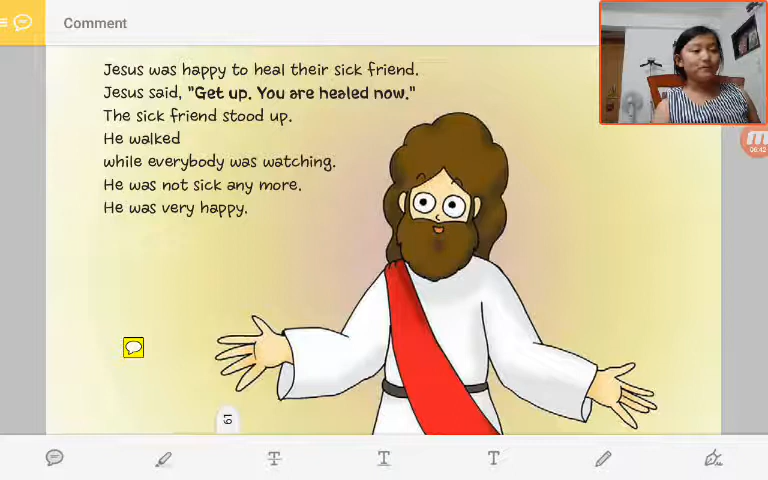 Comment
Jesus was happy to heal their sick friend.
Jesus said, "Get up. You are healed now."
The sick friend stood up.
He walked
while everybody was watching.
He was not sick any more.
He was very happy.
06:42
19
T
T
T